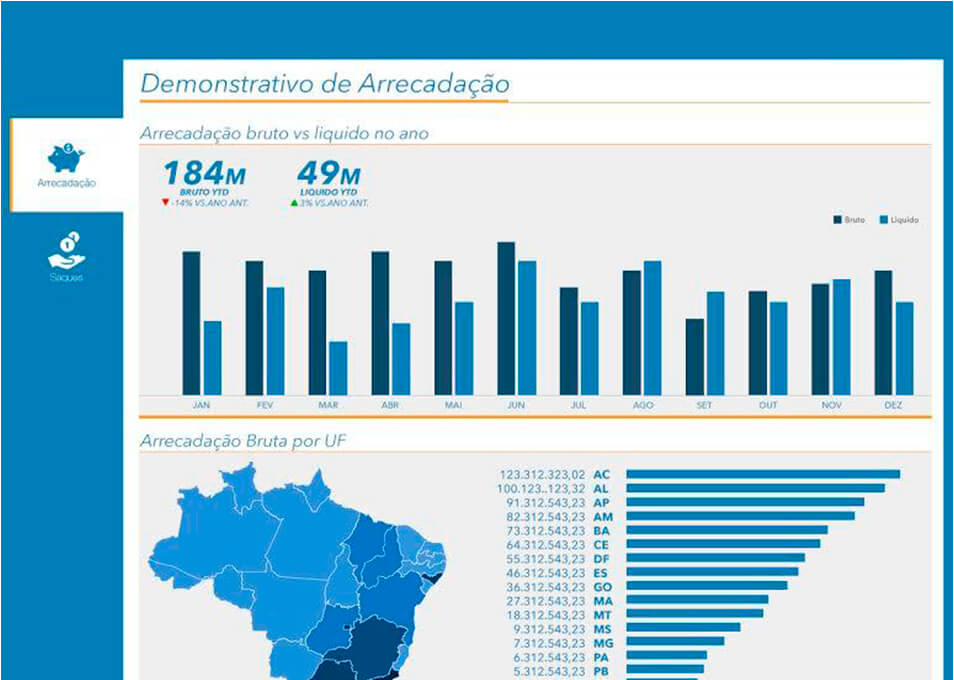 Demonstrativo de Arrecadação
Arrecadação
Saques
Arrecadação bruto vs liquido no ano
184M
BRUTO YTD
-14% VS.ANO ANT.
49M
LIQUIDO YTD
3% VS.ANO ANT.
Bruto Liquido
JAN FEV MAR ABR MAI JUN JUL AGO SET OUT NOV DEZ
Arrecadação Bruta por UF
123.312.323,02 AC
100.123..123,32 AL
91.312.543,23 AP
82.312.543,23 AM
73.312.543,23 BA
64.312.543,23 CE
55.312.543,23 DF
46.312.543,23 ES
36.312.543,23 GO
27.312.543,23 MA
18.312.543,23 MT
9.312.543,23 MS
7.312.543,23 MG
6.312.543,23 PA
5.312.543,23 PB